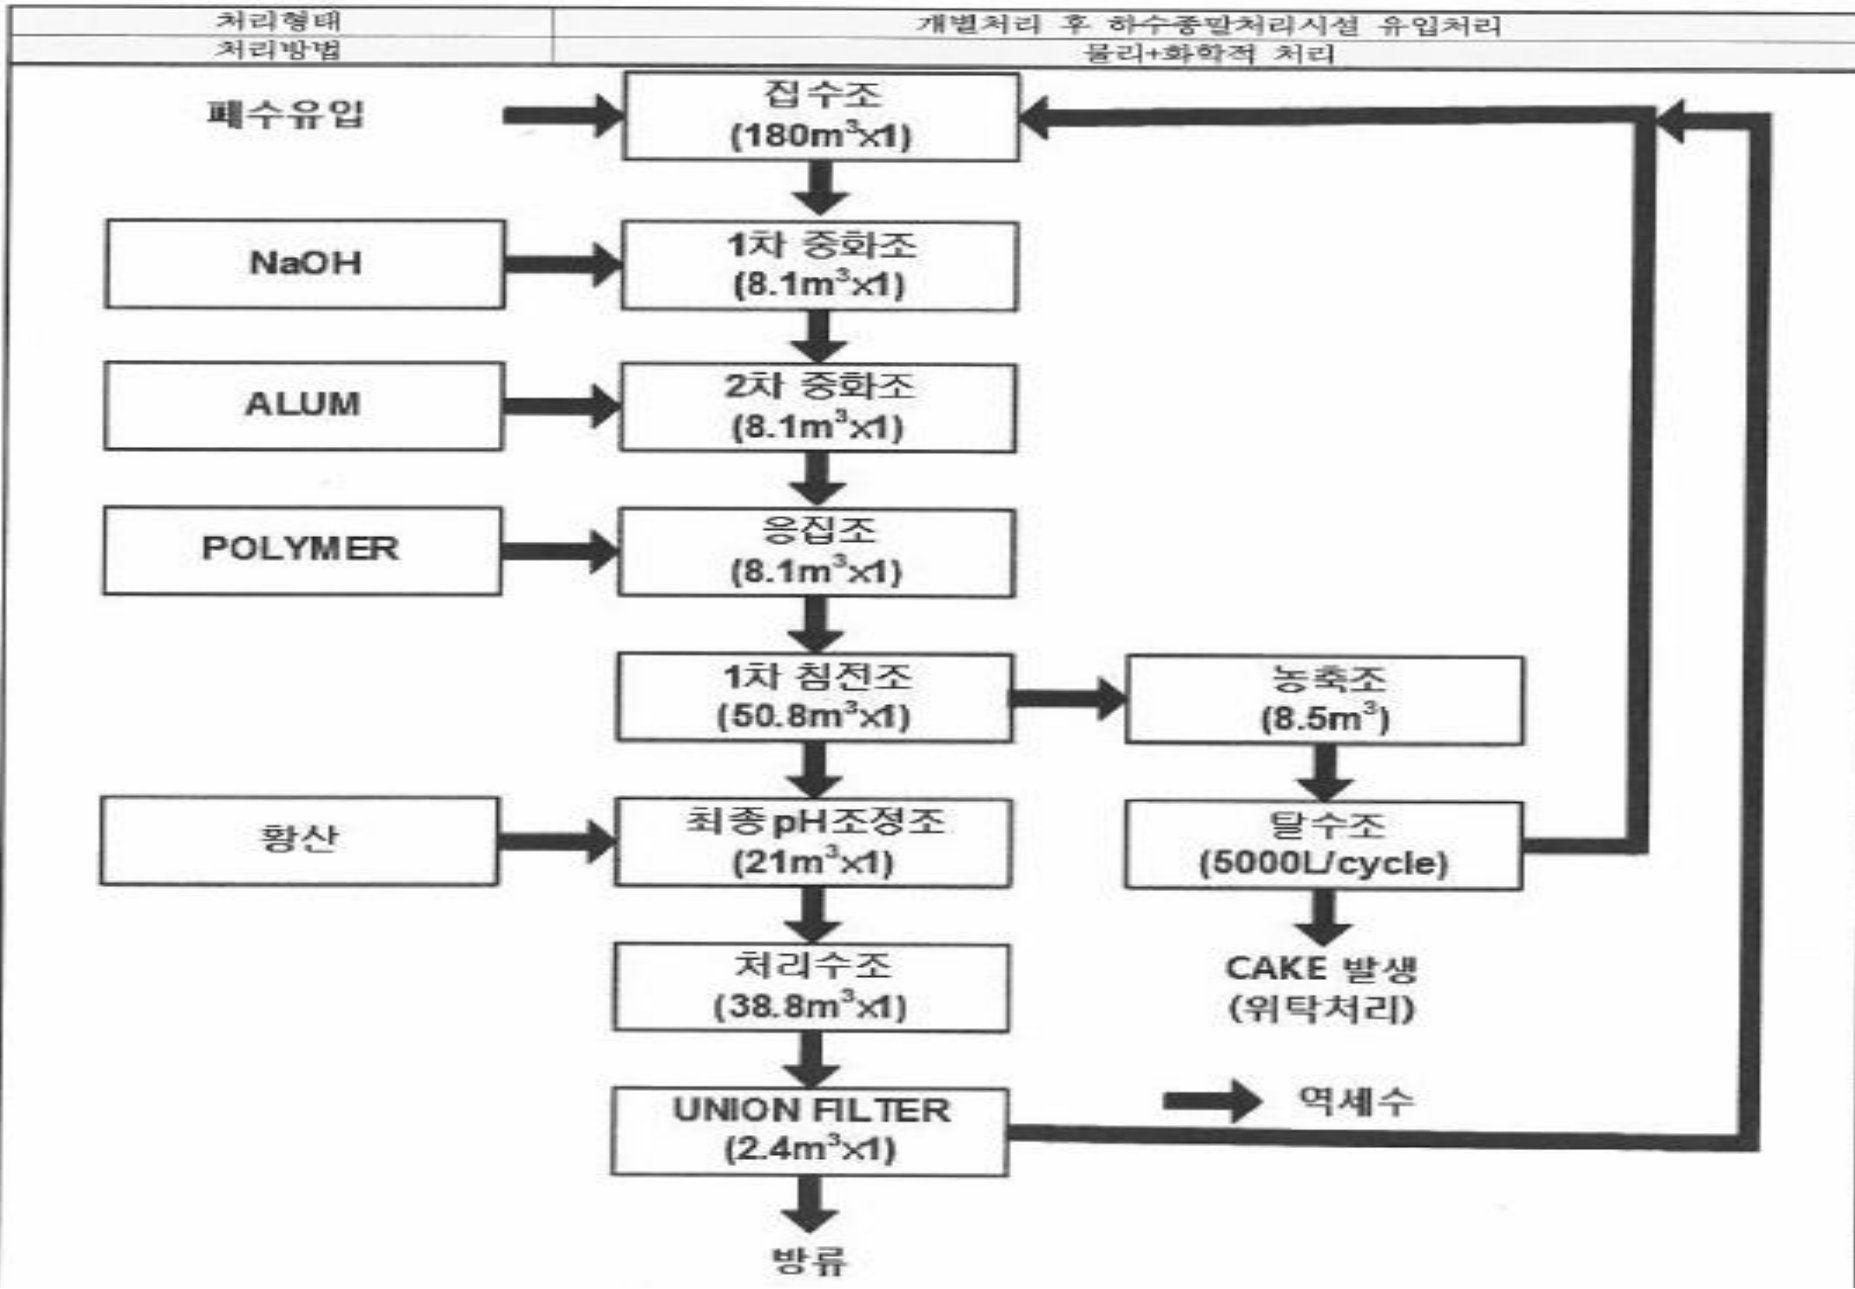 처리형태 개별처리 후 하수종말처리시설 유입처리
처리방법 물리+화학적 처리
폐수유입
집수조
(180m³x1)
NaOH
1차 중화조
(8.1m³x1)
ALUM
2차 중화조
(8.1m³x1)
POLYMER
응집조
(8.1m³x1)
1차 침전조
(50.8m³x1)
농축조
(8.5m³)
황산
최종pH조정조
(21m³x1)
탈수조
(5000L/cycle)
처리수조
(38.8m³x1)
CAKE 발생
(위탁처리)
UNION FILTER
(2.4m³x1)
역세수
방류